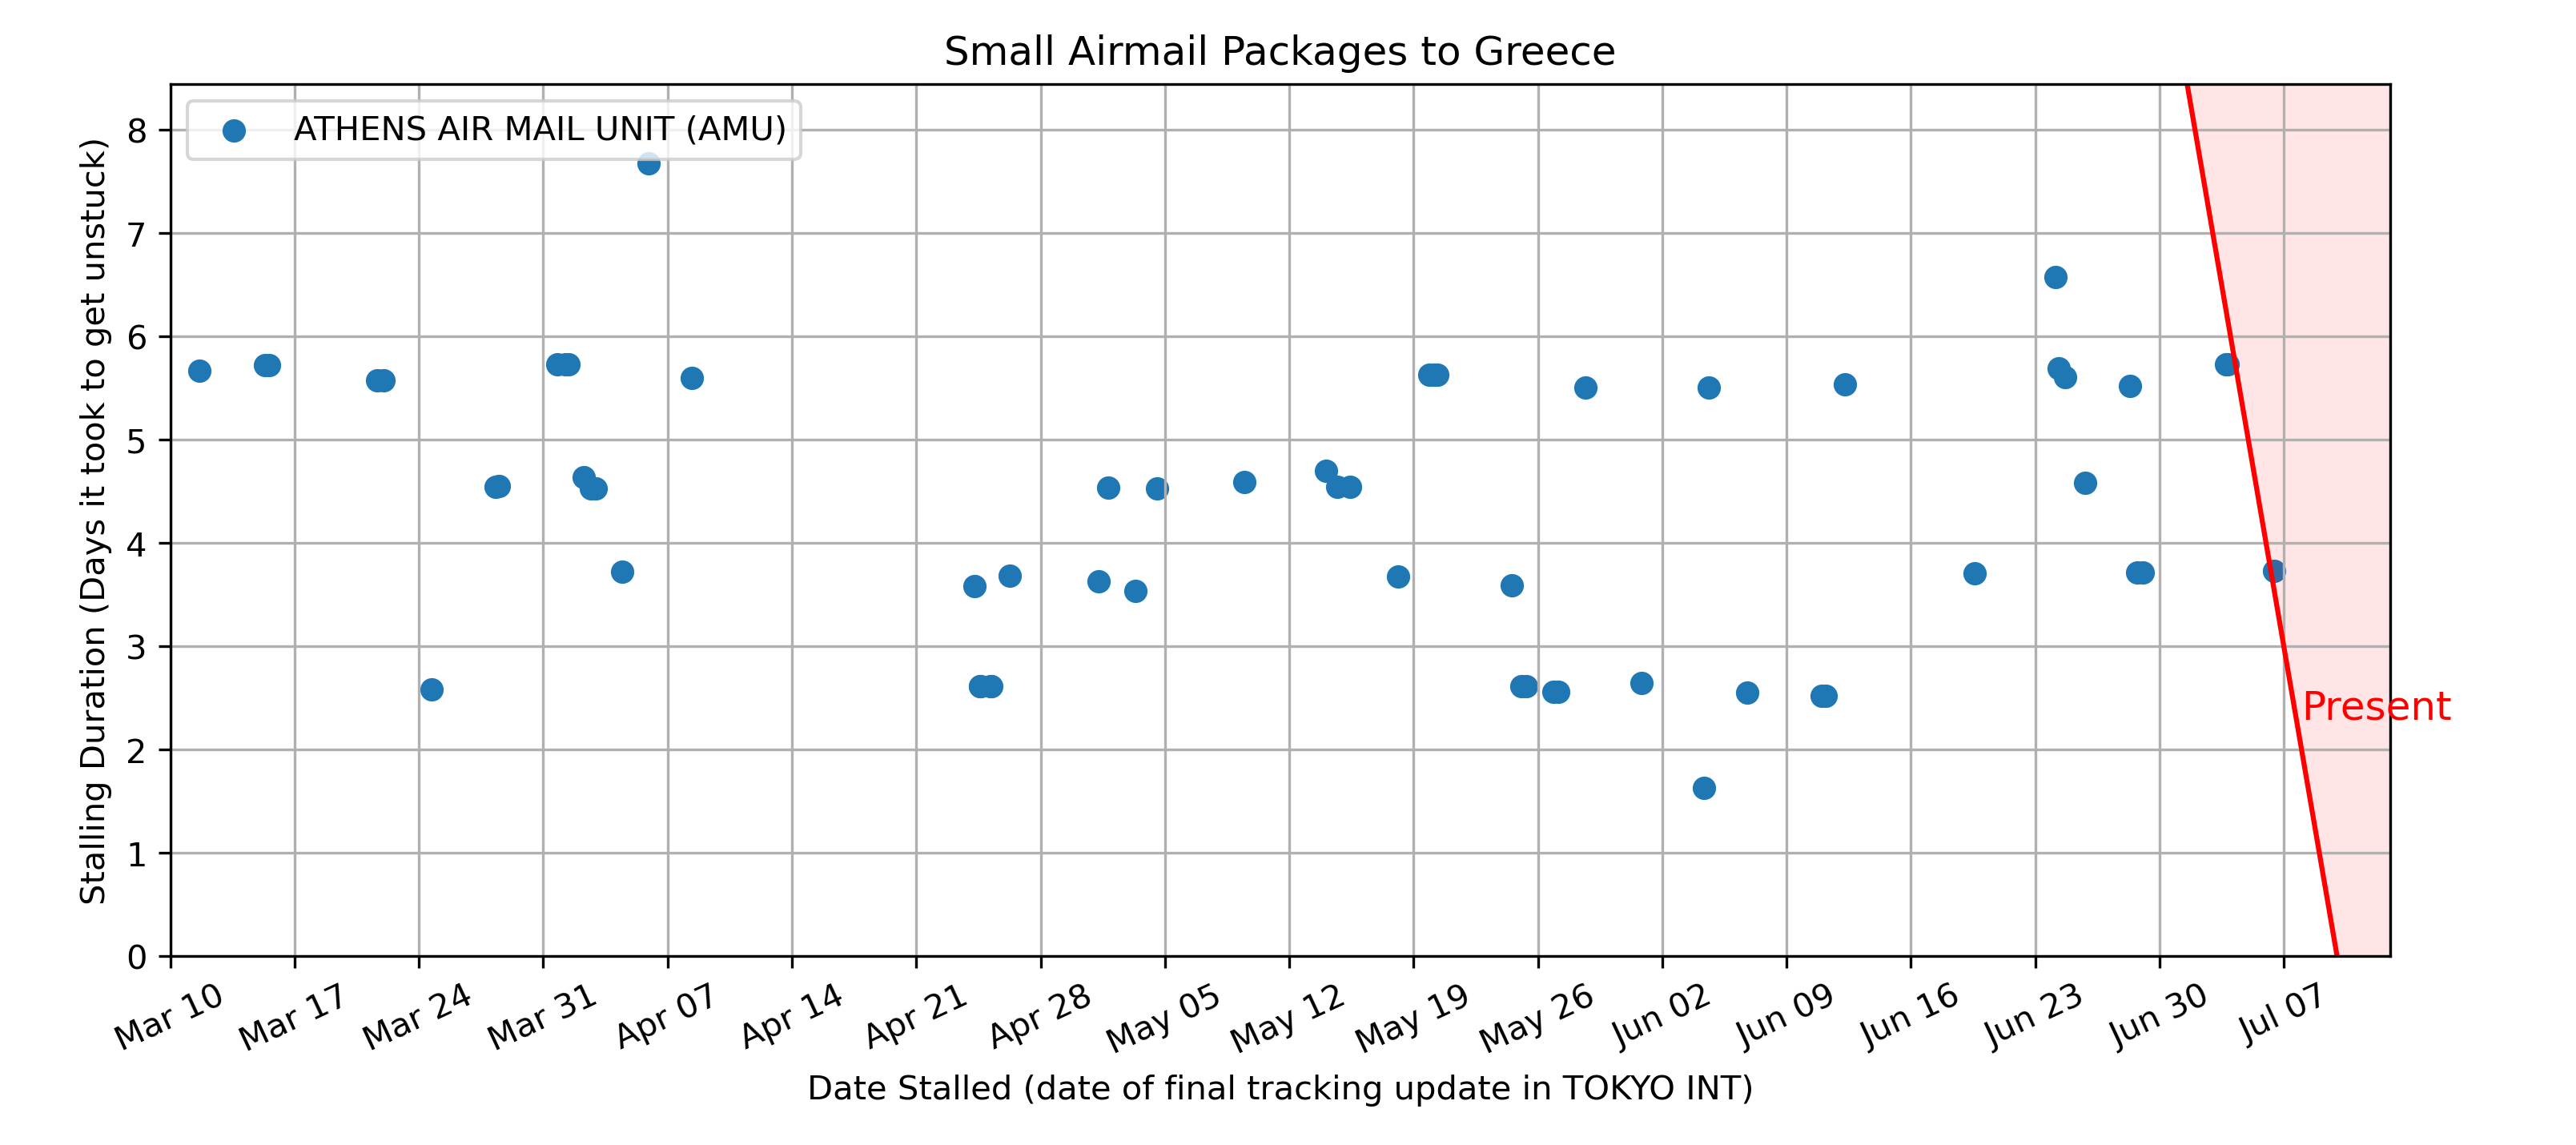 Small Airmail Packages to Greece
ATHENS AIR MAIL UNIT (AMU)
Stalling Duration (Days it took to get unstuck)
8
7
6
5
4
3
2
1
0
Present
Mar 10
Mar 17
Mar 24
Mar 31
Apr 07
Apr 14
Apr 21
Apr 28
May 05
May 12
May 19
May 26
Jun 02
Jun 09
Jun 16
Jun 23
Jun 30
Jul 07
Date Stalled (date of final tracking update in TOKYO INT)